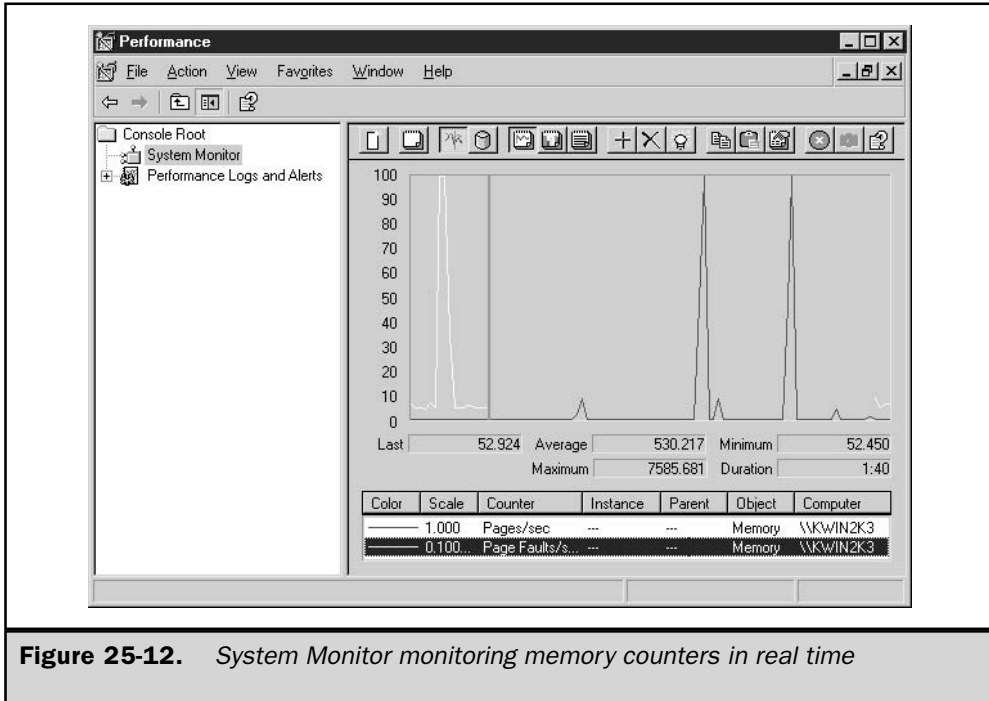 Performance
File Action View Favorites Window Help
Console Root
System Monitor
Performance Logs and Alerts
100
90
80
70
60
50
40
30
20
10
0
Last 52.924 Average 530.217 Minimum 52.450
Maximum 7585.681 Duration 1:40
Color Scale Counter Instance Parent Object Computer
1.000 Pages/sec --- --- Memory \\KWIN2K3
0.100... Page Faults/s... --- --- Memory \\KWIN2K3
Figure 25-12. System Monitor monitoring memory counters in real time